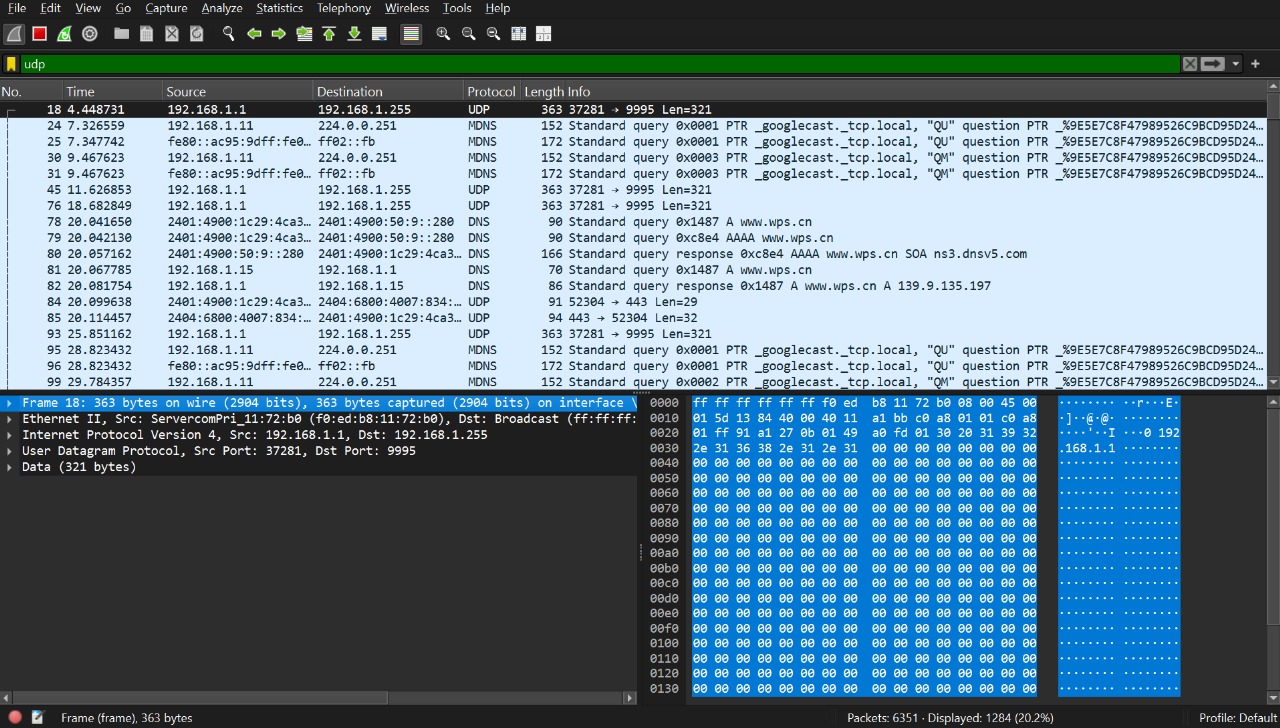 File Edit View Go Capture Analyze Statistics Telephony Wireless Tools Help
udp
No. Time Source Destination Protocol Length Info
18 4.448731 192.168.1.1 192.168.1.255 UDP 363 37281 → 9995 Len=321
24 7.326559 192.168.1.11 224.0.0.251 MDNS 152 Standard query 0x0001 PTR _googlecast._tcp.local, "QU" question PTR _%9E5E7C8F47989526C9BCD95D24…
25 7.347742 fe80::ac95:9dff:fe0… ff02::fb MDNS 172 Standard query 0x0001 PTR _googlecast._tcp.local, "QU" question PTR _%9E5E7C8F47989526C9BCD95D24…
30 9.467623 192.168.1.11 224.0.0.251 MDNS 152 Standard query 0x0003 PTR _googlecast._tcp.local, "QM" question PTR _%9E5E7C8F47989526C9BCD95D24…
31 9.467623 fe80::ac95:9dff:fe0… ff02::fb MDNS 172 Standard query 0x0003 PTR _googlecast._tcp.local, "QM" question PTR _%9E5E7C8F47989526C9BCD95D24…
45 11.626853 192.168.1.1 192.168.1.255 UDP 363 37281 → 9995 Len=321
76 18.682849 192.168.1.1 192.168.1.255 UDP 363 37281 → 9995 Len=321
78 20.041650 2401:4900:1c29:4ca3… 2401:4900:50:9::280 DNS 90 Standard query 0x1487 A www.wps.cn
79 20.042130 2401:4900:1c29:4ca3… 2401:4900:50:9::280 DNS 90 Standard query 0xc8e4 AAAA www.wps.cn
80 20.057162 2401:4900:50:9::280 2401:4900:1c29:4ca3… DNS 166 Standard query response 0xc8e4 AAAA www.wps.cn SOA ns3.dnsv5.com
81 20.067785 192.168.1.15 192.168.1.1 DNS 70 Standard query 0x1487 A www.wps.cn
82 20.081754 192.168.1.1 192.168.1.15 DNS 86 Standard query response 0x1487 A www.wps.cn A 139.9.135.197
84 20.099638 2401:4900:1c29:4ca3… 2404:6800:4007:834:… UDP 91 52304 → 443 Len=29
85 20.114457 2404:6800:4007:834:… 2401:4900:1c29:4ca3… UDP 94 443 → 52304 Len=32
93 25.851162 192.168.1.1 192.168.1.255 UDP 363 37281 → 9995 Len=321
95 28.823432 192.168.1.11 224.0.0.251 MDNS 152 Standard query 0x0001 PTR _googlecast._tcp.local, "QU" question PTR _%9E5E7C8F47989526C9BCD95D24…
96 28.823432 fe80::ac95:9dff:fe0… ff02::fb MDNS 172 Standard query 0x0001 PTR _googlecast._tcp.local, "QU" question PTR _%9E5E7C8F47989526C9BCD95D24…
99 29.784357 192.168.1.11 224.0.0.251 MDNS 152 Standard query 0x0002 PTR _googlecast._tcp.local, "QM" question PTR _%9E5E7C8F47989526C9BCD95D24…
Frame 18: 363 bytes on wire (2904 bits), 363 bytes captured (2904 bits) on interface \
Ethernet II, Src: ServercomPri_11:72:b0 (f0:ed:b8:11:72:b0), Dst: Broadcast (ff:ff:ff:
Internet Protocol Version 4, Src: 192.168.1.1, Dst: 192.168.1.255
User Datagram Protocol, Src Port: 37281, Dst Port: 9995
Data (321 bytes)
0000 ff ff ff ff ff ff f0 ed b8 11 72 b0 08 00 45 00 ········ ··r···E·
0010 01 5d 13 84 40 00 40 11 a1 bb c0 a8 01 01 c0 a8 ·]··@·@· ········
0020 01 ff 91 a1 27 0b 01 49 a0 fd 01 30 20 31 39 32 ····'··I ···0 192
0030 2e 31 36 38 2e 31 2e 31 00 00 00 00 00 00 00 00 .168.1.1 ········
0040 00 00 00 00 00 00 00 00 00 00 00 00 00 00 00 00 ········ ········
0050 00 00 00 00 00 00 00 00 00 00 00 00 00 00 00 00 ········ ········
0060 00 00 00 00 00 00 00 00 00 00 00 00 00 00 00 00 ········ ········
0070 00 00 00 00 00 00 00 00 00 00 00 00 00 00 00 00 ········ ········
0080 00 00 00 00 00 00 00 00 00 00 00 00 00 00 00 00 ········ ········
0090 00 00 00 00 00 00 00 00 00 00 00 00 00 00 00 00 ········ ········
00a0 00 00 00 00 00 00 00 00 00 00 00 00 00 00 00 00 ········ ········
00b0 00 00 00 00 00 00 00 00 00 00 00 00 00 00 00 00 ········ ········
00c0 00 00 00 00 00 00 00 00 00 00 00 00 00 00 00 00 ········ ········
00d0 00 00 00 00 00 00 00 00 00 00 00 00 00 00 00 00 ········ ········
00e0 00 00 00 00 00 00 00 00 00 00 00 00 00 00 00 00 ········ ········
00f0 00 00 00 00 00 00 00 00 00 00 00 00 00 00 00 00 ········ ········
0100 00 00 00 00 00 00 00 00 00 00 00 00 00 00 00 00 ········ ········
0110 00 00 00 00 00 00 00 00 00 00 00 00 00 00 00 00 ········ ········
0120 00 00 00 00 00 00 00 00 00 00 00 00 00 00 00 00 ········ ········
0130 00 00 00 00 00 00 00 00 00 00 00 00 00 00 00 00 ········ ········
Frame (frame), 363 bytes Packets: 6351 · Displayed: 1284 (20.2%) Profile: Default